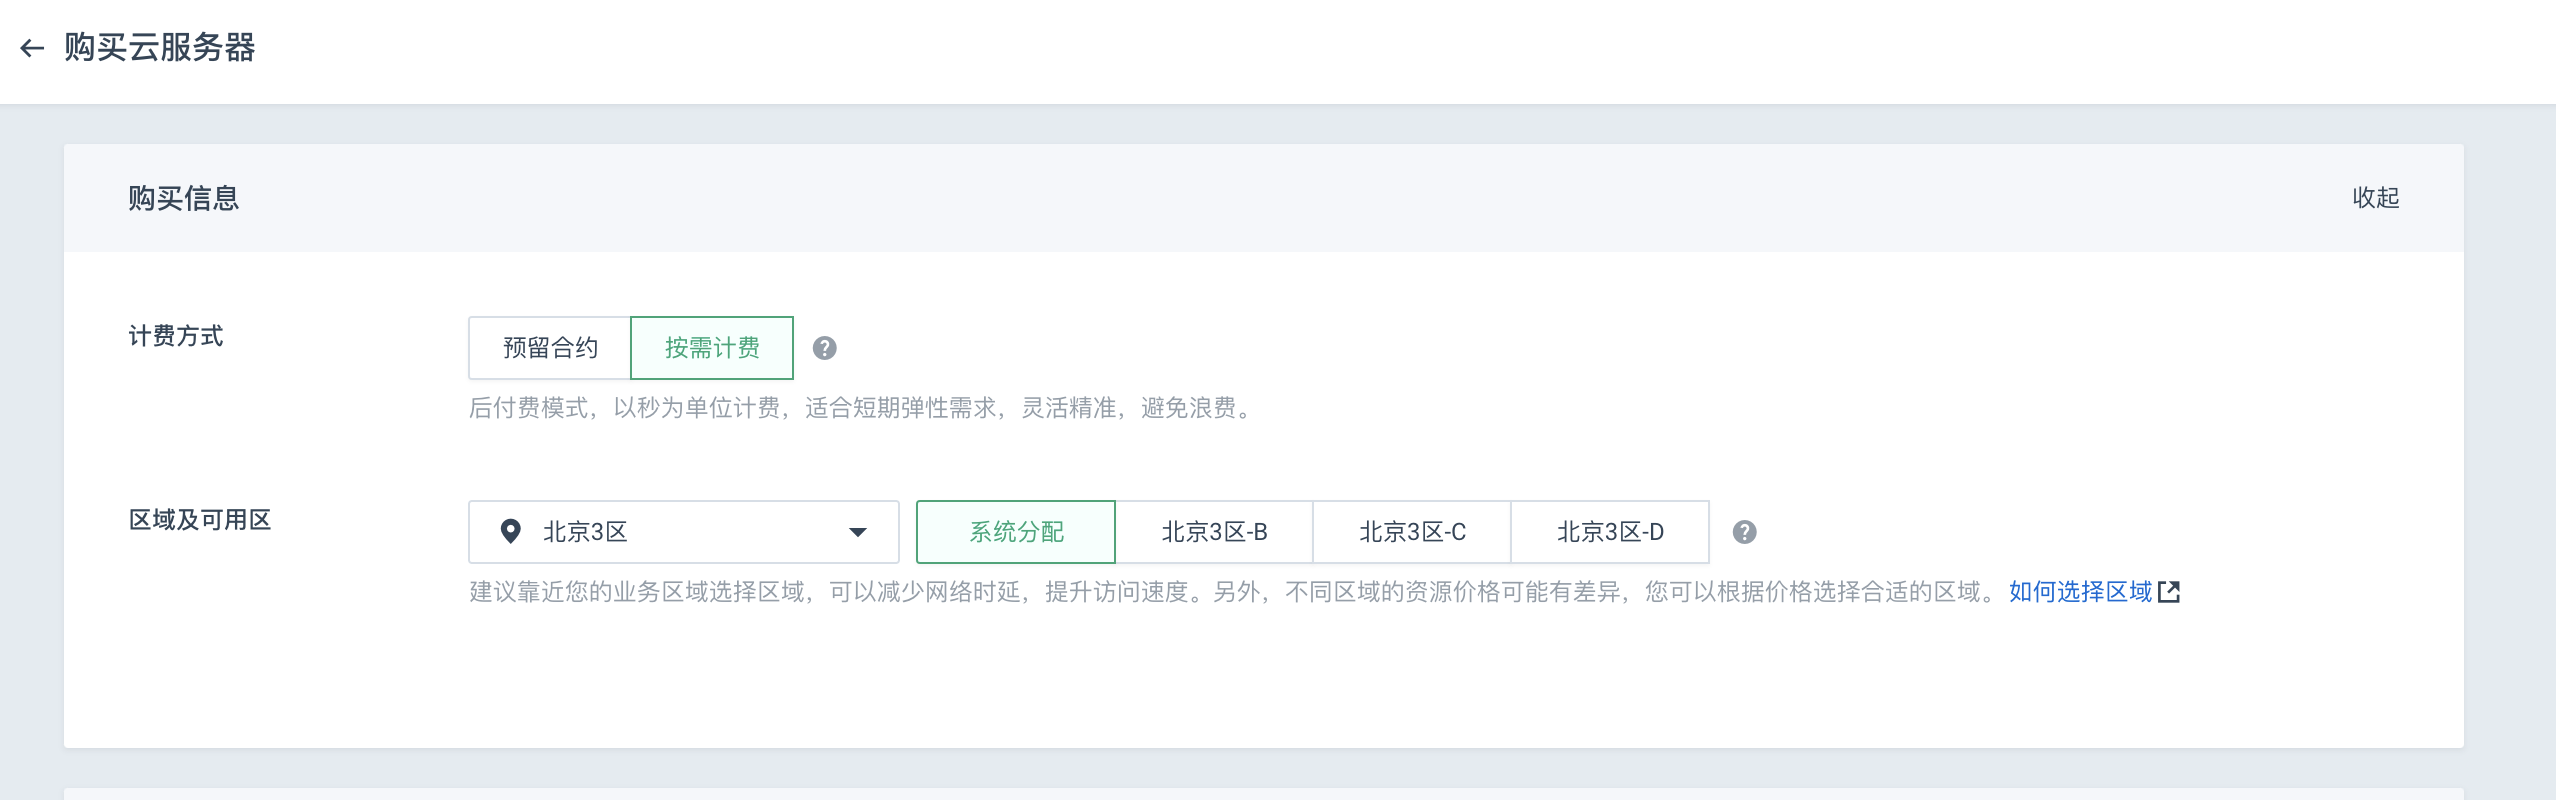 购买云服务器
购买信息
收起
计费方式
预留合约
按需计费
后付费模式，以秒为单位计费，适合短期弹性需求，灵活精准，避免浪费。
区域及可用区
北京3区
系统分配
北京3区-B
北京3区-C
北京3区-D
建议靠近您的业务区域选择区域，可以减少网络时延，提升访问速度。另外，不同区域的资源价格可能有差异，您可以根据价格选择合适的区域。 如何选择区域